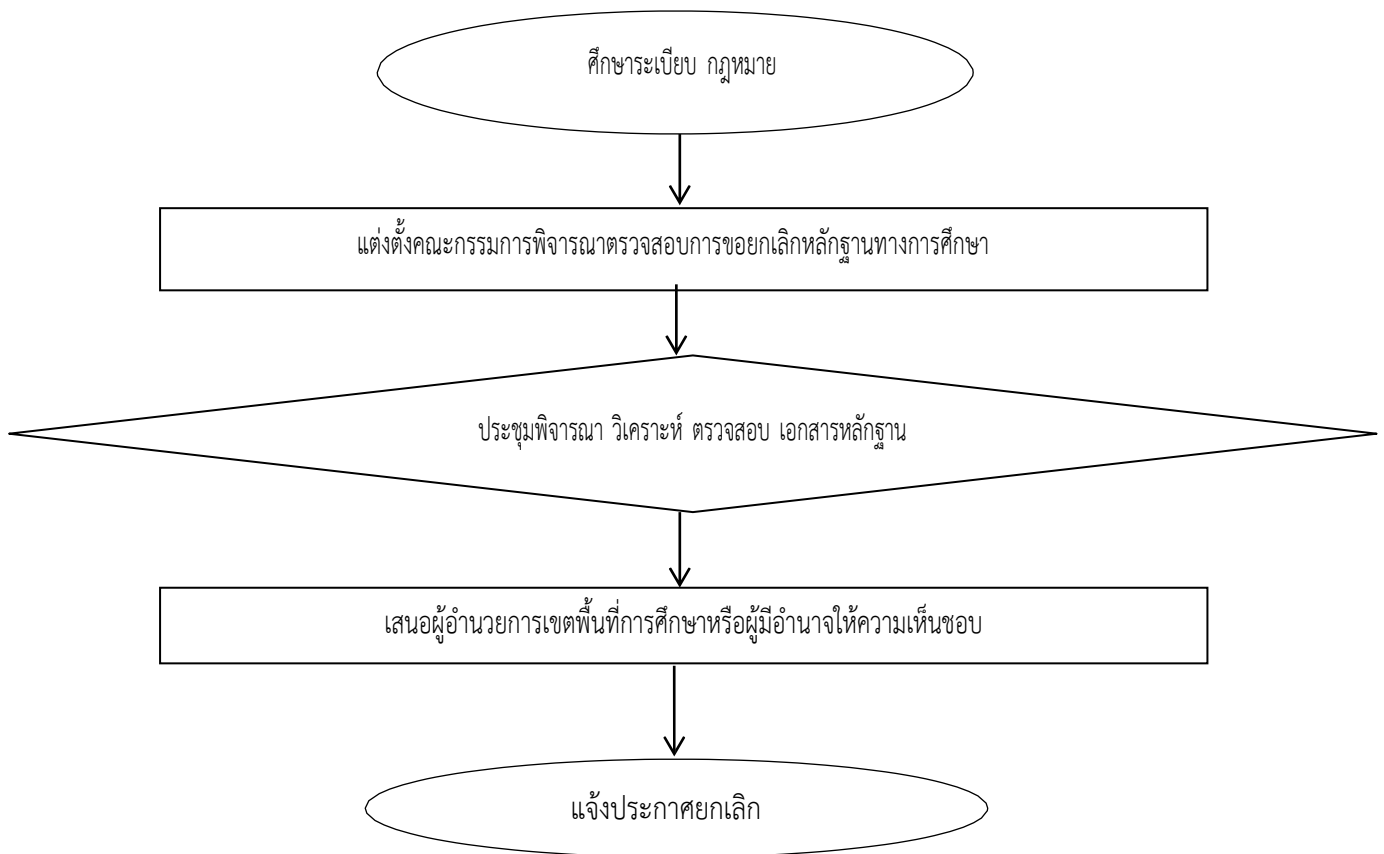 ศึกษาระเบียบ กฎหมาย
แต่งตั้งคณะกรรมการพิจารณาตรวจสอบการขอยกเลิกหลักฐานทางการศึกษา
ประชุมพิจารณา วิเคราะห์ ตรวจสอบ เอกสารหลักฐาน
เสนอผู้อำนวยการเขตพื้นที่การศึกษาหรือผู้มีอำนาจให้ความเห็นชอบ
แจ้งประกาศยกเลิก